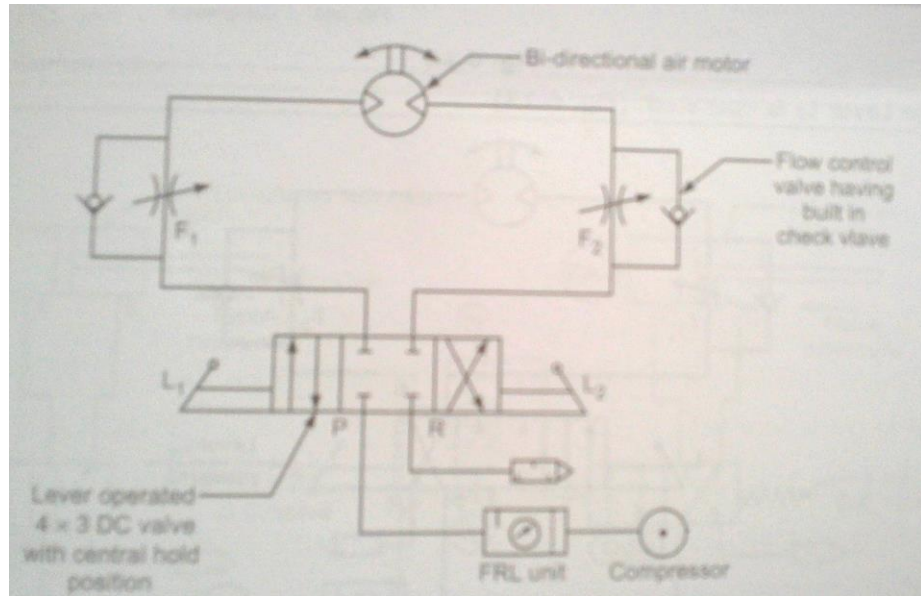 Bi-directional air motor
Flow control
valve having
built in
check vlave
F1
F2
L1
L2
P
R
Lever operated
4 × 3 DC valve
with central hold
position
FRL unit
Compressor